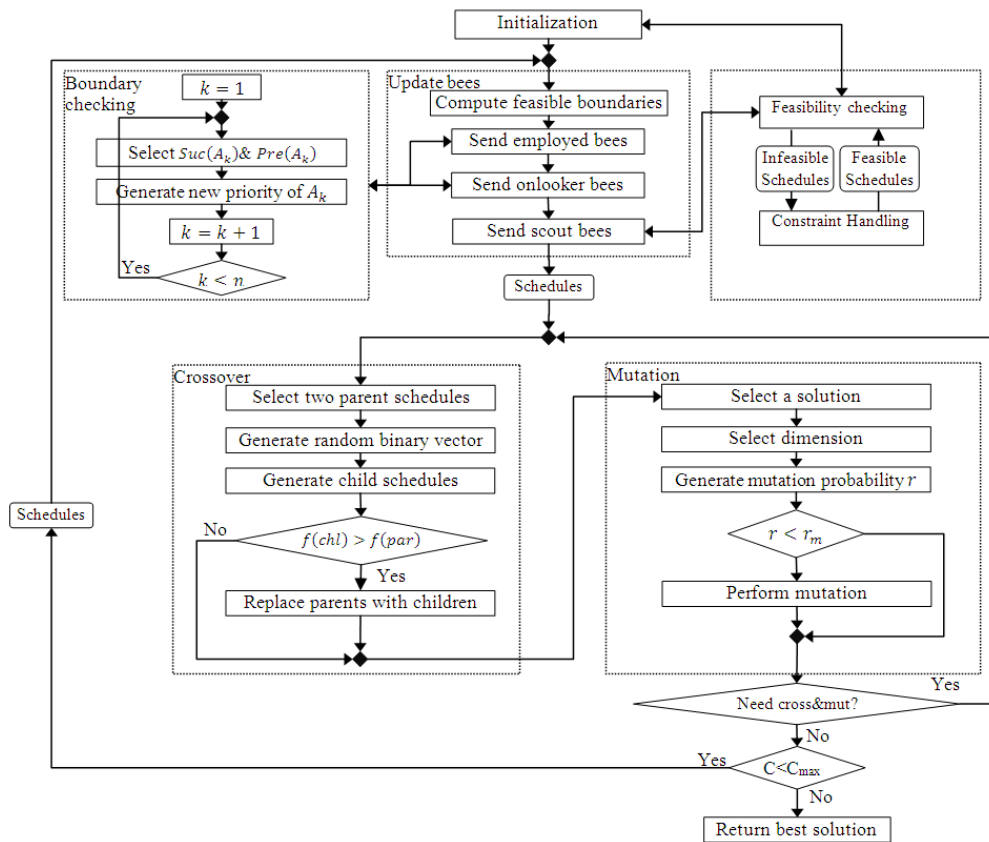 Initialization
Boundary
checking
k = 1
Select Suc(A_k)& Pre(A_k)
Generate new priority of A_k
k = k + 1
Yes
k < n
Update bees
Compute feasible boundaries
Send employed bees
Send onlooker bees
Send scout bees
Feasibility checking
Infeasible
Schedules
Feasible
Schedules
Constraint Handling
Schedules
Crossover
Select two parent schedules
Generate random binary vector
Generate child schedules
No
f(chl) > f(par)
Yes
Replace parents with children
Mutation
Select a solution
Select dimension
Generate mutation probability r
r < r_m
Perform mutation
Schedules
Need cross&mut?
Yes
No
Yes
C<C_max
No
Return best solution